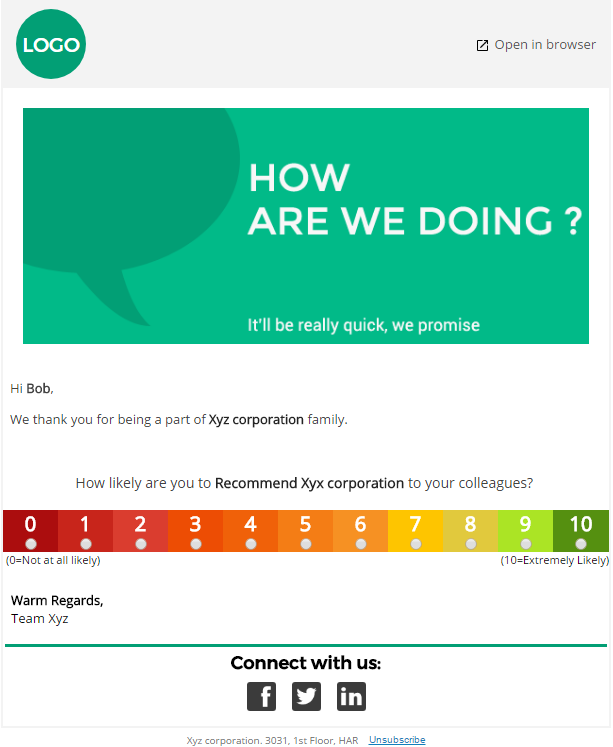 LOGO
Open in browser
HOW
ARE WE DOING ?
It'll be really quick, we promise
Hi Bob,
We thank you for being a part of Xyz corporation family.
How likely are you to Recommend Xyx corporation to your colleagues?
0 1 2 3 4 5 6 7 8 9 10
(0=Not at all likely) (10=Extremely Likely)
Warm Regards,
Team Xyz
Connect with us:
f in
Xyz corporation. 3031, 1st Floor, HAR Unsubscribe